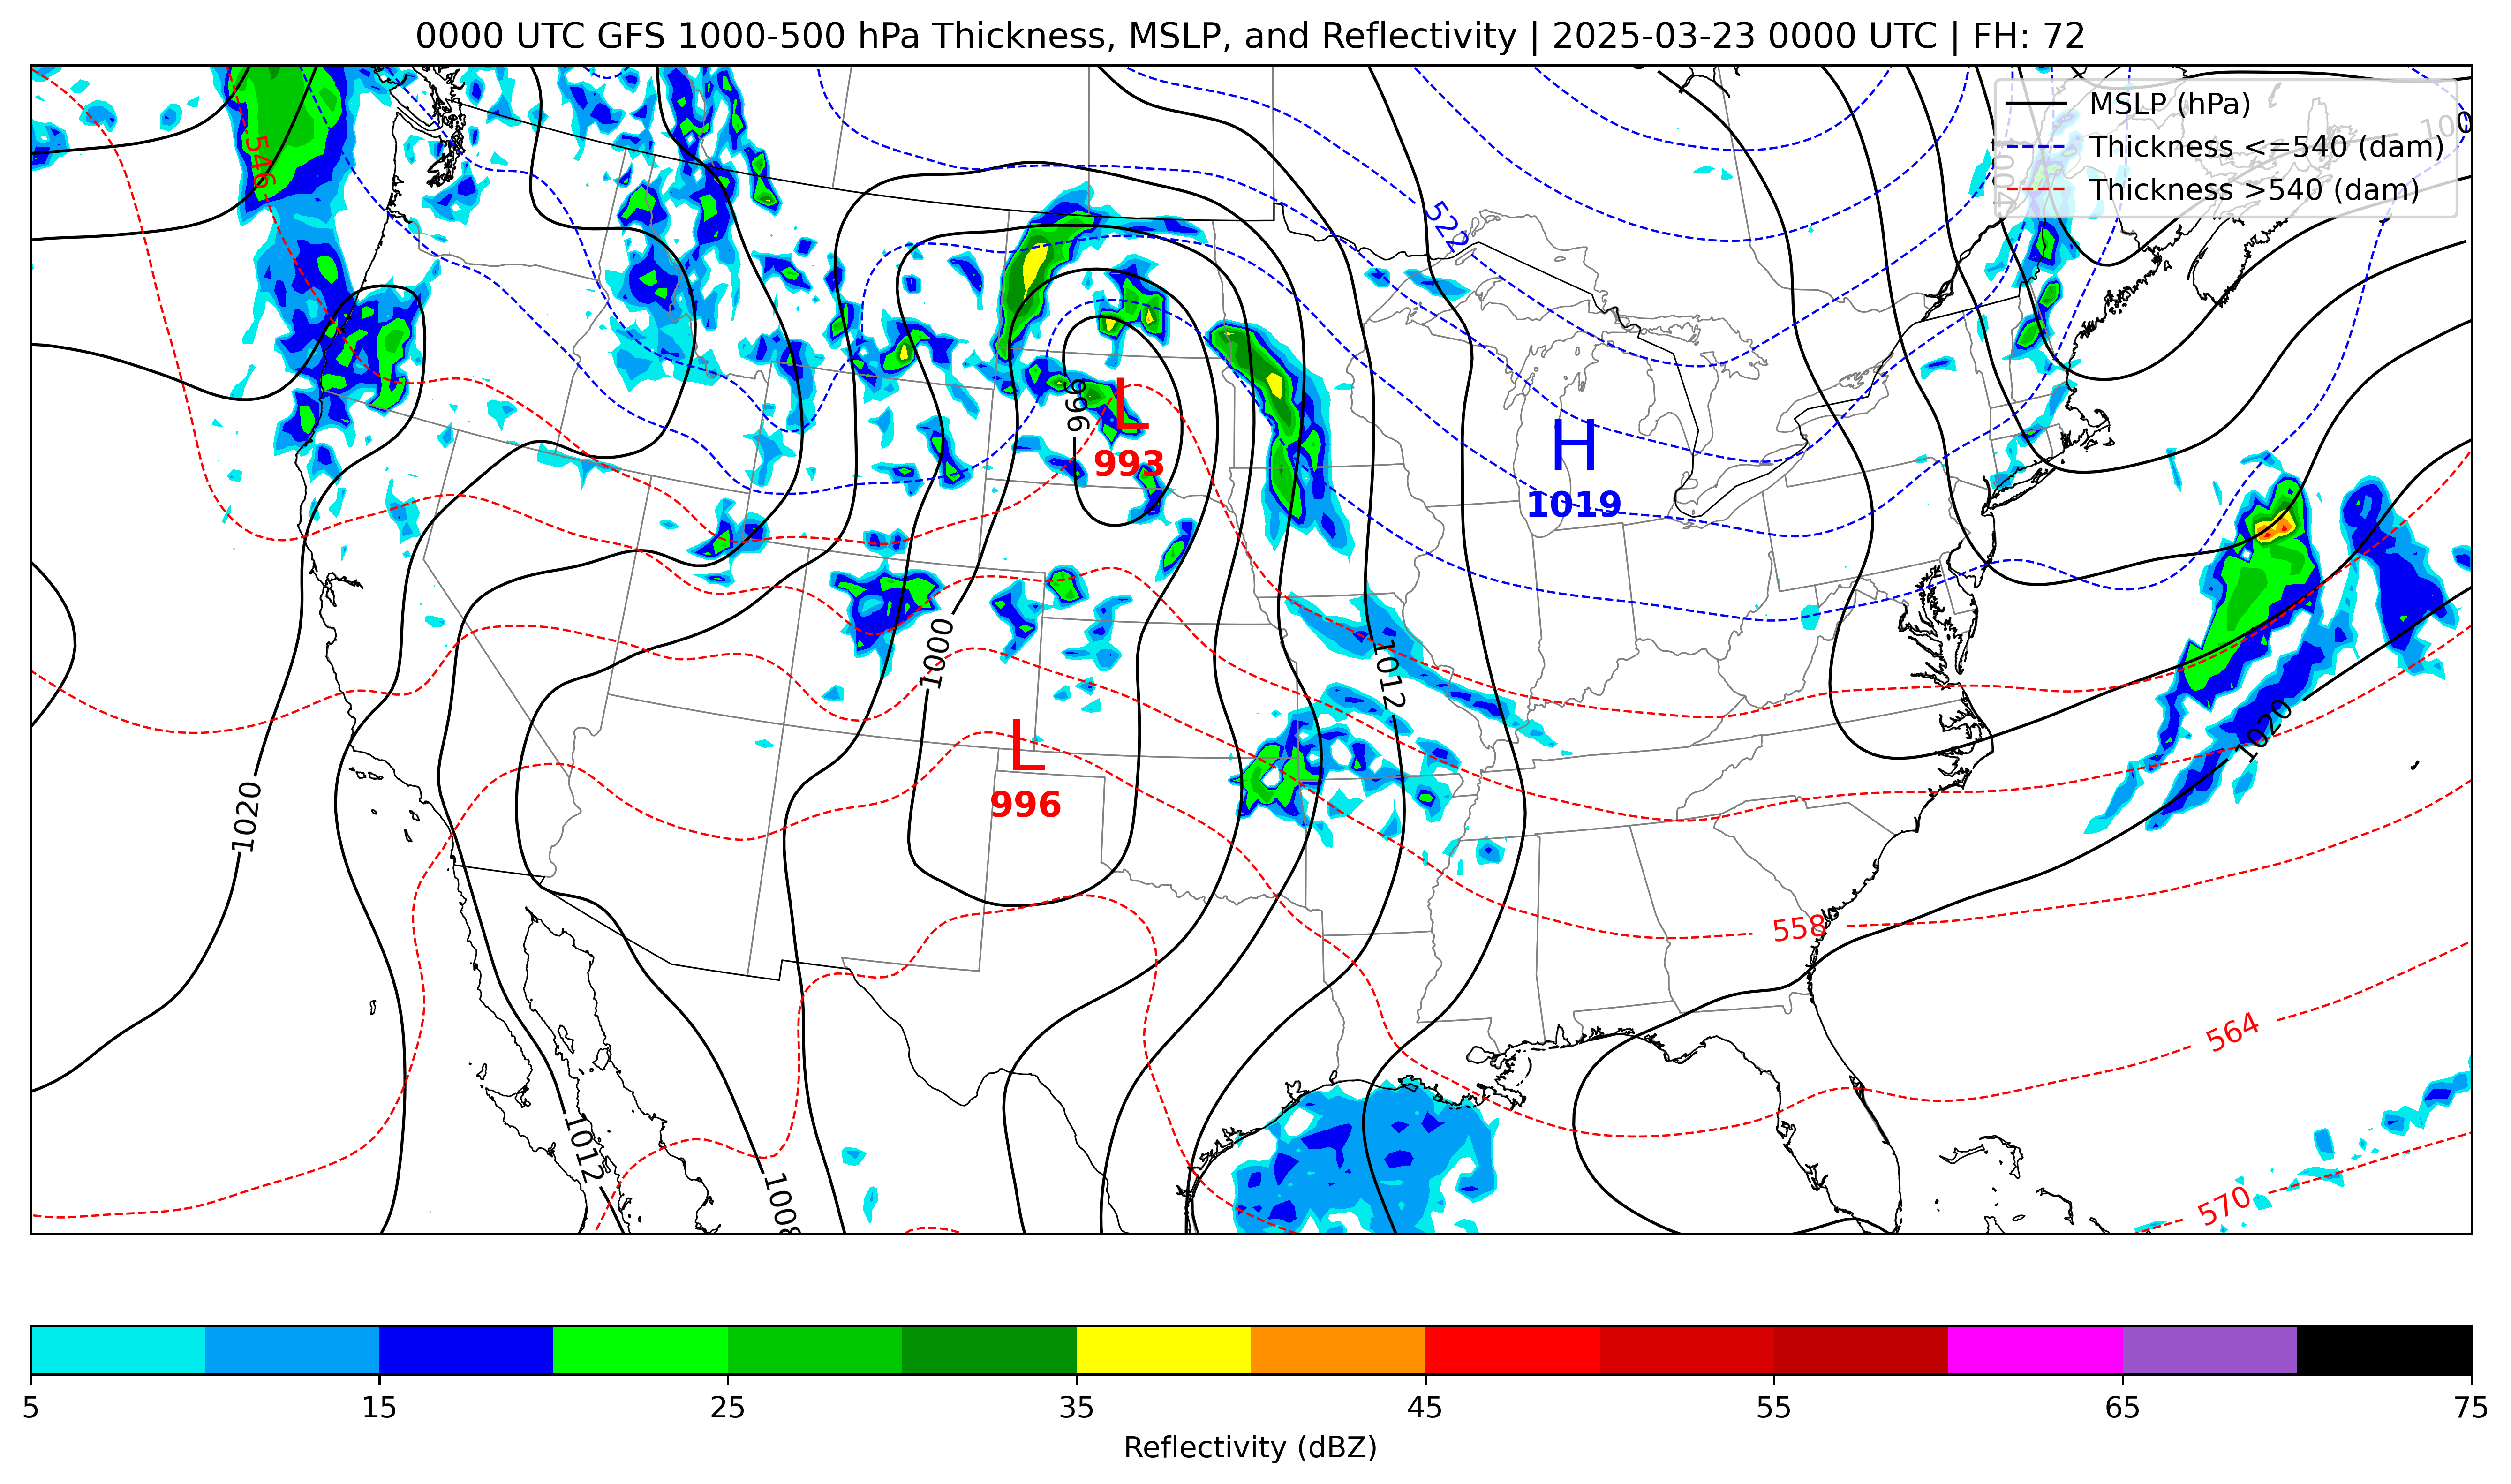 0000 UTC GFS 1000-500 hPa Thickness, MSLP, and Reflectivity | 2025-03-23 0000 UTC | FH: 72
MSLP (hPa)
Thickness <=540 (dam)
Thickness >540 (dam)
546
522
996
L
993
H
1019
1000
1012
L
996
1020
1020
558
564
1012
1008
570
5 15 25 35 45 55 65 75
Reflectivity (dBZ)